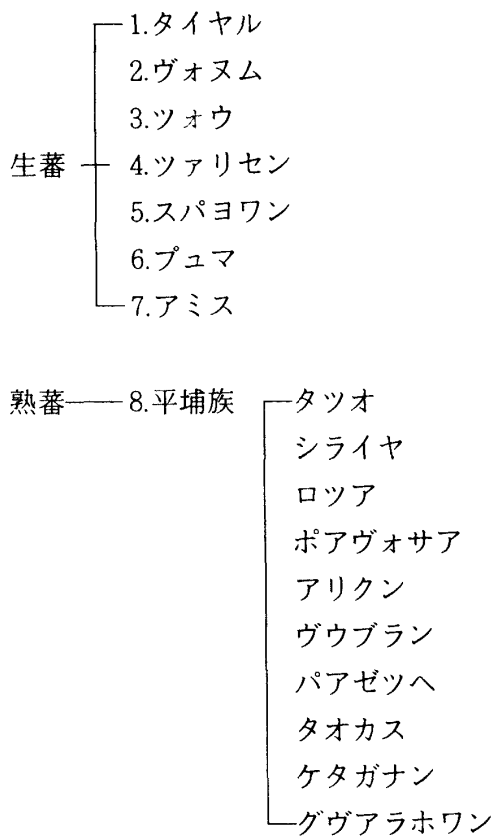 1.タイヤル
2.ヴォヌム
3.ツォウ
生蕃 4.ツァリセン
5.スパヨワン
6.プュマ
7.アミス
熟蕃 8.平埔族 タツオ
シライヤ
ロツア
ポアヴォサア
アリクン
ヴウブラン
パアゼツヘ
タオカス
ケタガナン
グヴアラホワン